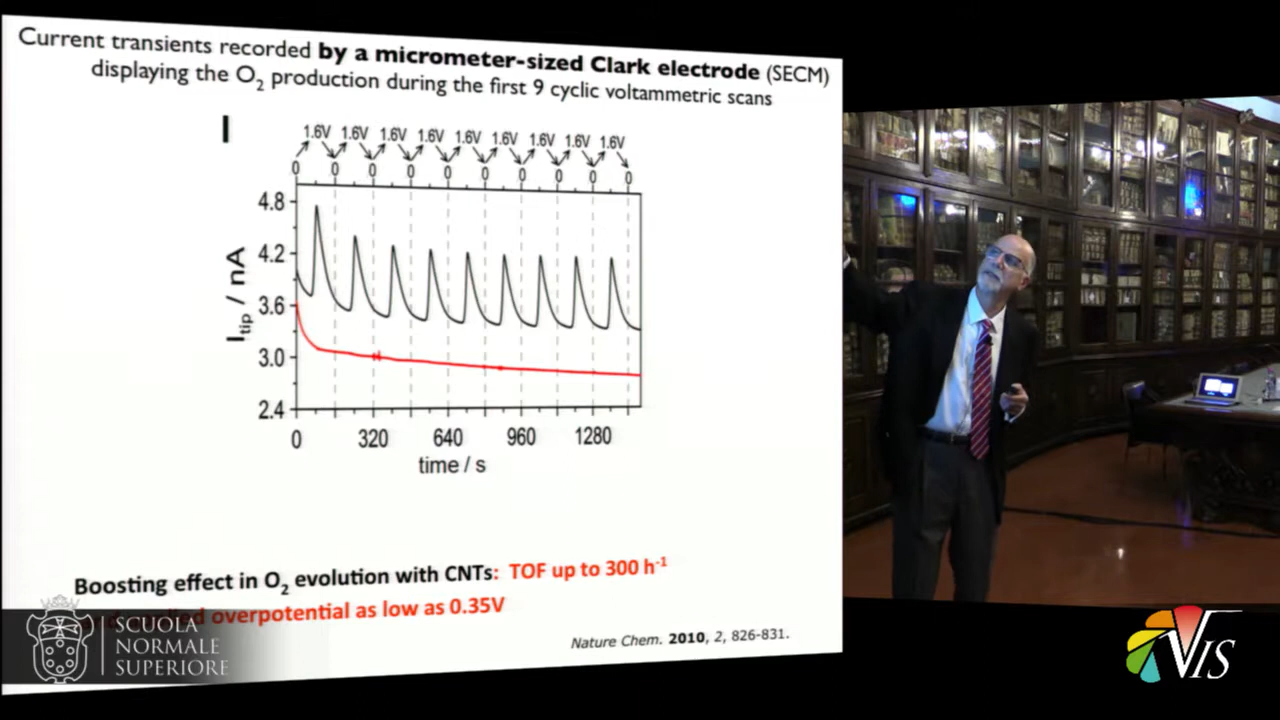 Current transients recorded by a micrometer-sized Clark electrode (SECM)
displaying the O2 production during the first 9 cyclic voltammetric scans
I
1.6V 1.6V 1.6V 1.6V 1.6V 1.6V 1.6V 1.6V 1.6V
0 0 0 0 0 0 0 0 0 0
4.8
4.2
3.6
3.0
2.4
Itip / nA
0 320 640 960 1280
time / s
Boosting effect in O2 evolution with CNTs: TOF up to 300 h-1
overpotential as low as 0.35V
Nature Chem. 2010, 2, 826-831.
SCUOLA
NORMALE
SUPERIORE
VIS